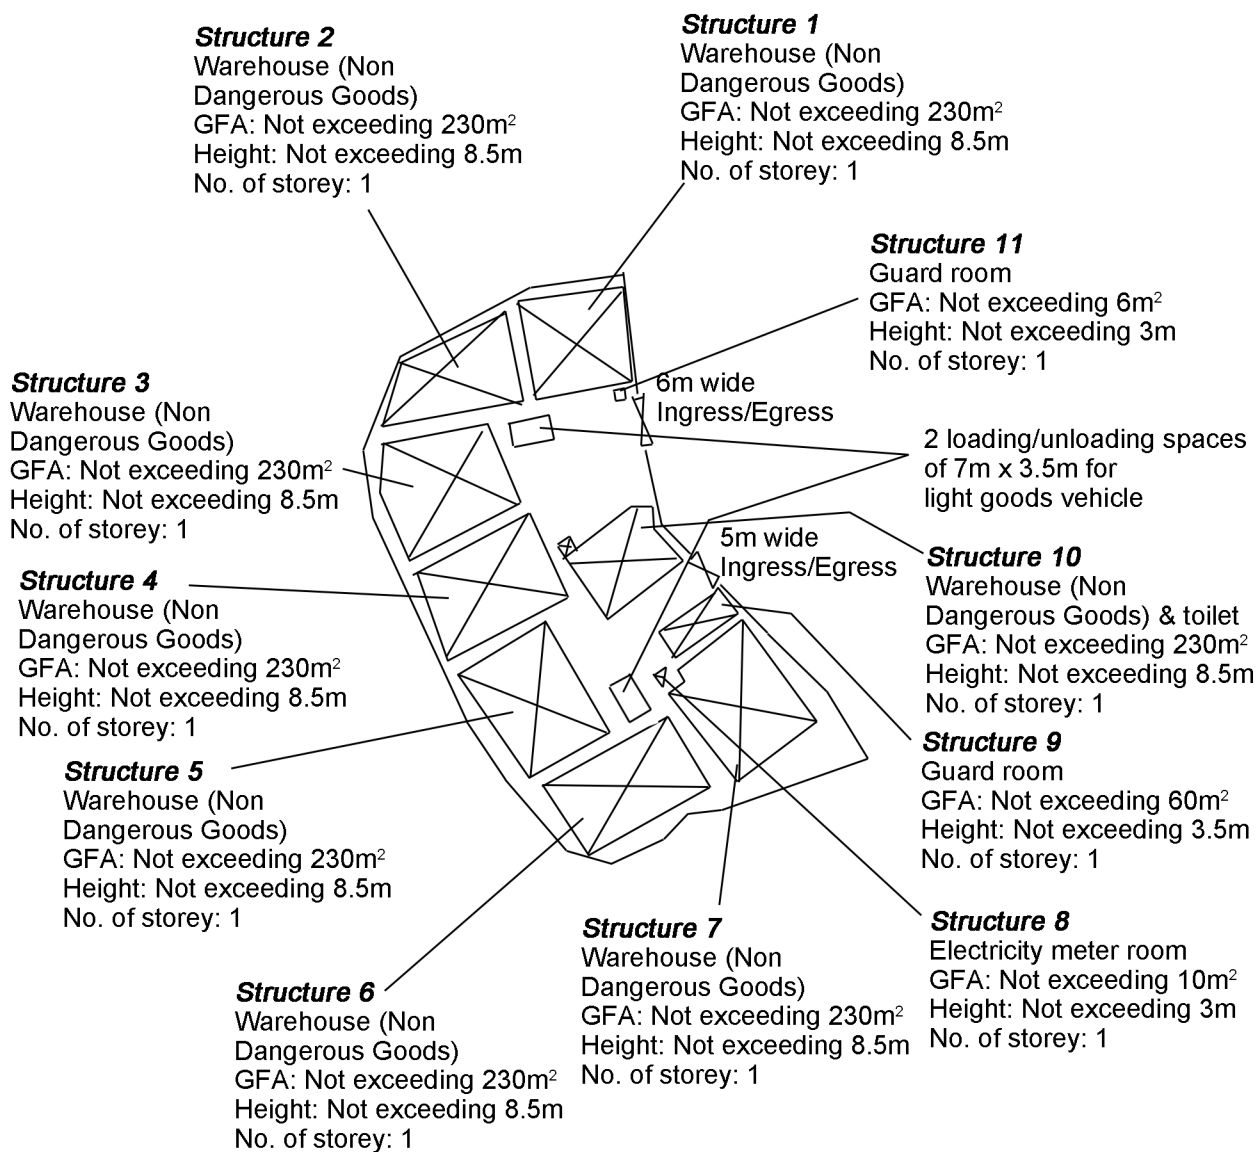 Structure 2
Warehouse (Non
Dangerous Goods)
GFA: Not exceeding 230m²
Height: Not exceeding 8.5m
No. of storey: 1
Structure 1
Warehouse (Non
Dangerous Goods)
GFA: Not exceeding 230m²
Height: Not exceeding 8.5m
No. of storey: 1
Structure 11
Guard room
GFA: Not exceeding 6m²
Height: Not exceeding 3m
No. of storey: 1
Structure 3
Warehouse (Non
Dangerous Goods)
GFA: Not exceeding 230m²
Height: Not exceeding 8.5m
No. of storey: 1
6m wide
Ingress/Egress
2 loading/unloading spaces
of 7m x 3.5m for
light goods vehicle
5m wide
Ingress/Egress
Structure 4
Warehouse (Non
Dangerous Goods)
GFA: Not exceeding 230m²
Height: Not exceeding 8.5m
No. of storey: 1
Structure 10
Warehouse (Non
Dangerous Goods) & toilet
GFA: Not exceeding 230m²
Height: Not exceeding 8.5m
No. of storey: 1
Structure 5
Warehouse (Non
Dangerous Goods)
GFA: Not exceeding 230m²
Height: Not exceeding 8.5m
No. of storey: 1
Structure 9
Guard room
GFA: Not exceeding 60m²
Height: Not exceeding 3.5m
No. of storey: 1
Structure 6
Warehouse (Non
Dangerous Goods)
GFA: Not exceeding 230m²
Height: Not exceeding 8.5m
No. of storey: 1
Structure 7
Warehouse (Non
Dangerous Goods)
GFA: Not exceeding 230m²
Height: Not exceeding 8.5m
No. of storey: 1
Structure 8
Electricity meter room
GFA: Not exceeding 10m²
Height: Not exceeding 3m
No. of storey: 1